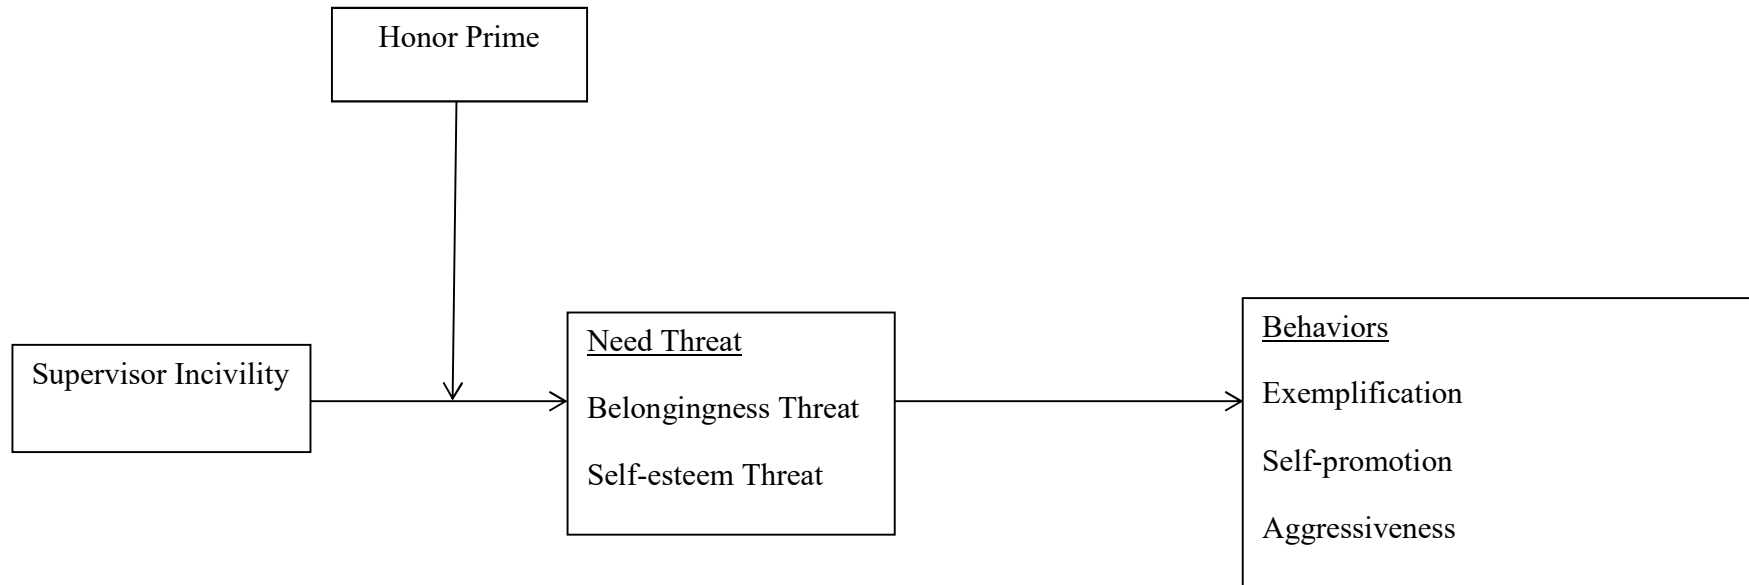 Honor Prime
Supervisor Incivility
Need Threat
Belongingness Threat
Self-esteem Threat
Behaviors
Exemplification
Self-promotion
Aggressiveness